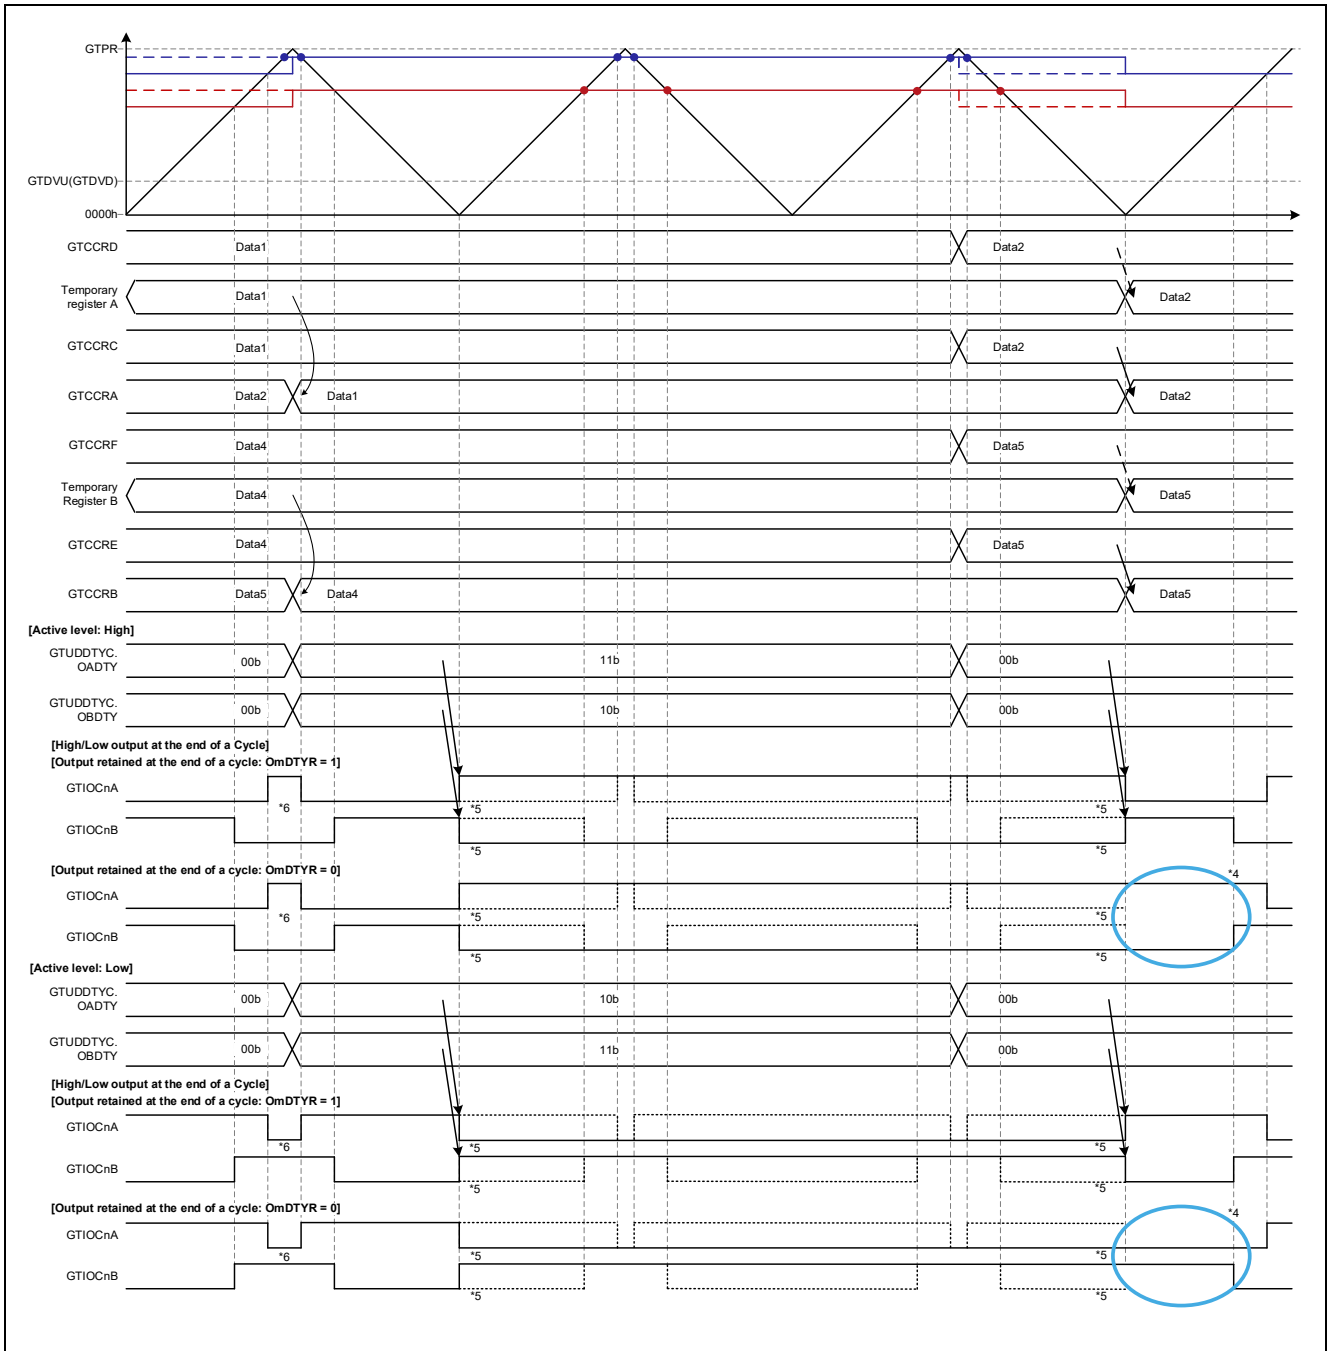 GTPR
GTDVU(GTDVD)
0000h
GTCCRD Data1 Data2
Temporary
register A Data1 Data2
GTCCRC Data1 Data2
GTCCRA Data2 Data1 Data2
GTCCRF Data4 Data5
Temporary
Register B Data4 Data5
GTCCRE Data4 Data5
GTCCRB Data5 Data4 Data5
[Active level: High]
GTUDDTYC.
OADTY 00b 11b 00b
GTUDDTYC.
OBDTY 00b 10b 00b
[High/Low output at the end of a Cycle]
[Output retained at the end of a cycle: OmDTYR = 1]
GTIOCnA
*6 *5 *5
GTIOCnB
*5 *5
[Output retained at the end of a cycle: OmDTYR = 0]
*4
GTIOCnA
*6 *5 *5
GTIOCnB
*5 *5
[Active level: Low]
GTUDDTYC.
OADTY 00b 10b 00b
GTUDDTYC.
OBDTY 00b 11b 00b
[High/Low output at the end of a Cycle]
[Output retained at the end of a cycle: OmDTYR = 1]
GTIOCnA
*6 *5 *5
GTIOCnB
*5 *5
[Output retained at the end of a cycle: OmDTYR = 0]
*4
GTIOCnA
*6 *5 *5
GTIOCnB
*5 *5